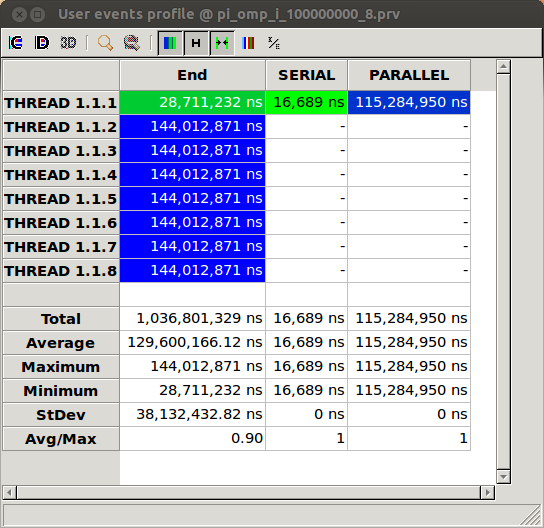 User events profile @ pi_omp_i_100000000_8.prv
3D
End SERIAL PARALLEL
THREAD 1.1.1 28,711,232 ns 16,689 ns 115,284,950 ns
THREAD 1.1.2 144,012,871 ns - -
THREAD 1.1.3 144,012,871 ns - -
THREAD 1.1.4 144,012,871 ns - -
THREAD 1.1.5 144,012,871 ns - -
THREAD 1.1.6 144,012,871 ns - -
THREAD 1.1.7 144,012,871 ns - -
THREAD 1.1.8 144,012,871 ns - -
Total 1,036,801,329 ns 16,689 ns 115,284,950 ns
Average 129,600,166.12 ns 16,689 ns 115,284,950 ns
Maximum 144,012,871 ns 16,689 ns 115,284,950 ns
Minimum 28,711,232 ns 16,689 ns 115,284,950 ns
StDev 38,132,432.82 ns 0 ns 0 ns
Avg/Max 0.90 1 1